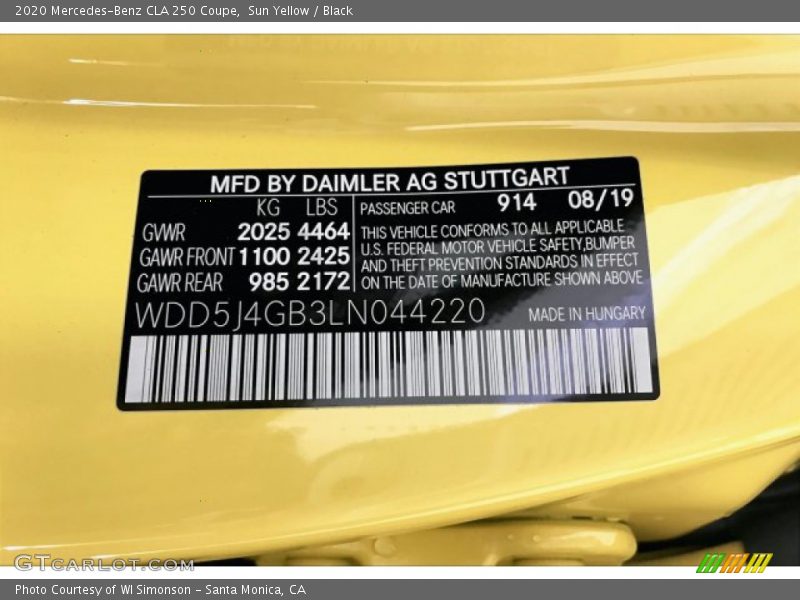 2020 Mercedes-Benz CLA 250 Coupe, Sun Yellow / Black
MFD BY DAIMLER AG STUTTGART
KG LBS
GVWR 2025 4464
GAWR FRONT 1100 2425
GAWR REAR 985 2172
PASSENGER CAR 914 08/19
THIS VEHICLE CONFORMS TO ALL APPLICABLE
U.S. FEDERAL MOTOR VEHICLE SAFETY,BUMPER
AND THEFT PREVENTION STANDARDS IN EFFECT
ON THE DATE OF MANUFACTURE SHOWN ABOVE
WDD5J4GB3LN044220 MADE IN HUNGARY
GTCarLot.com
Photo Courtesy of WI Simonson - Santa Monica, CA